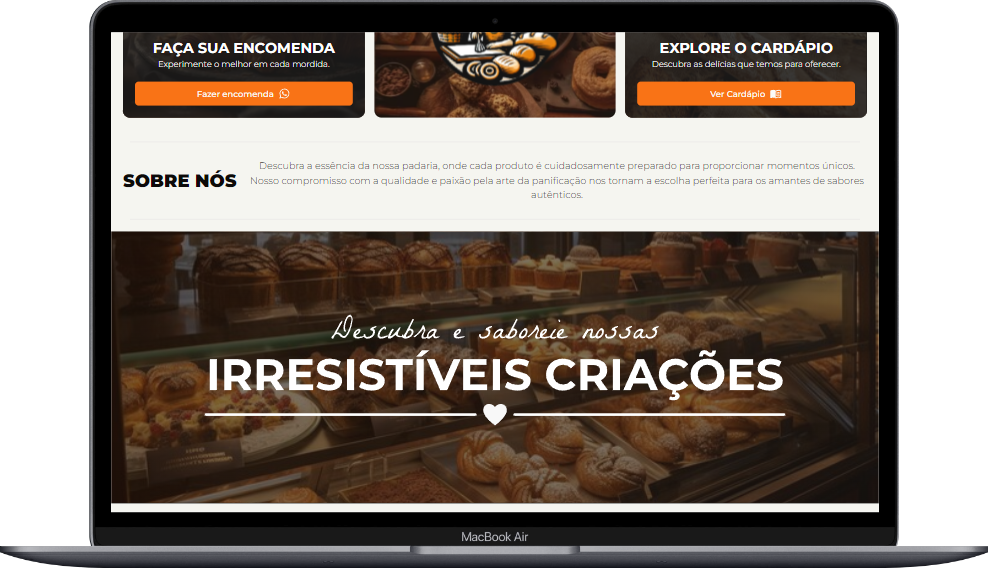 FAÇA SUA ENCOMENDA
Experimente o melhor em cada mordida.
Fazer encomenda
EXPLORE O CARDÁPIO
Descubra as delícias que temos para oferecer.
Ver Cardápio
SOBRE NÓS
Descubra a essência da nossa padaria, onde cada produto é cuidadosamente preparado para proporcionar momentos únicos.
Nosso compromisso com a qualidade e paixão pela arte da panificação nos tornam a escolha perfeita para os amantes de sabores
autênticos.
Descubra e saboreie nossas
IRRESISTÍVEIS CRIAÇÕES
MacBook Air